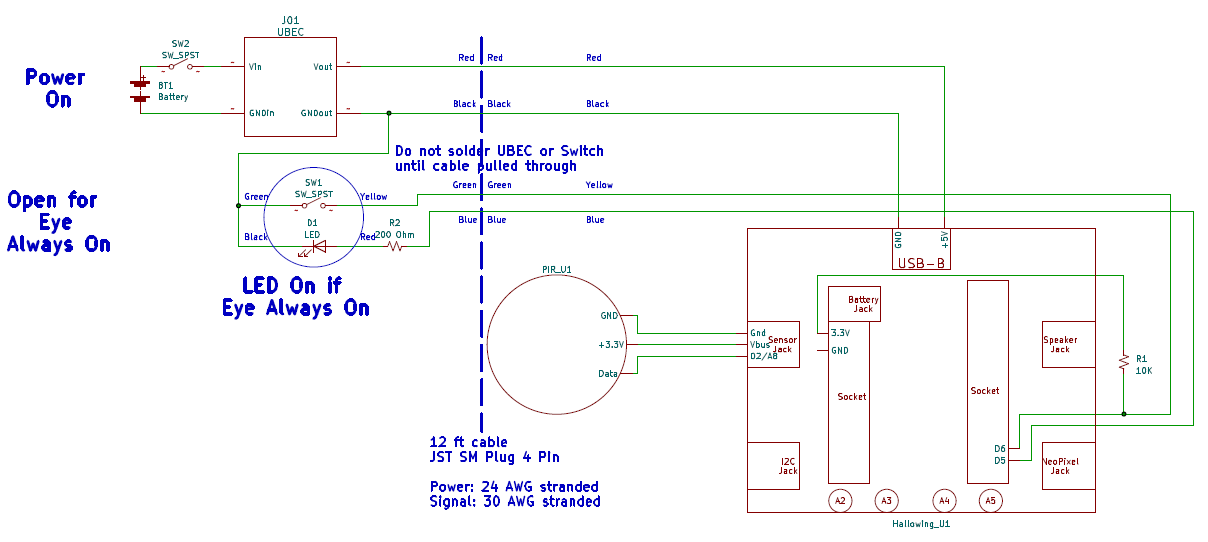 JO1
UBEC
SW2
SW_SPST
Vin
Vout
Red
Red
Red
Power
On
BT1
Battery
GNDin
GNDout
Black
Black
Black
Do not solder UBEC or Switch
until cable pulled through
Open for
Eye
Always On
SW1
SW_SPST
Green
Yellow
Green
Green
Yellow
D1
LED
R2
200 Ohm
Black
Red
Blue
Blue
Blue
LED On if
Eye Always On
GND
+5V
USB-B
PIR_U1
GND
+3.3V
Data
Gnd
Vbus
D2/A8
Sensor
Jack
Battery
Jack
3.3V
GND
Socket
Socket
Speaker
Jack
R1
10K
12 ft cable
JST SM Plug 4 Pin
Power: 24 AWG stranded
Signal: 30 AWG stranded
I2C
Jack
D6
D5
NeoPixel
Jack
A2
A3
A4
A5
Hallowing_U1